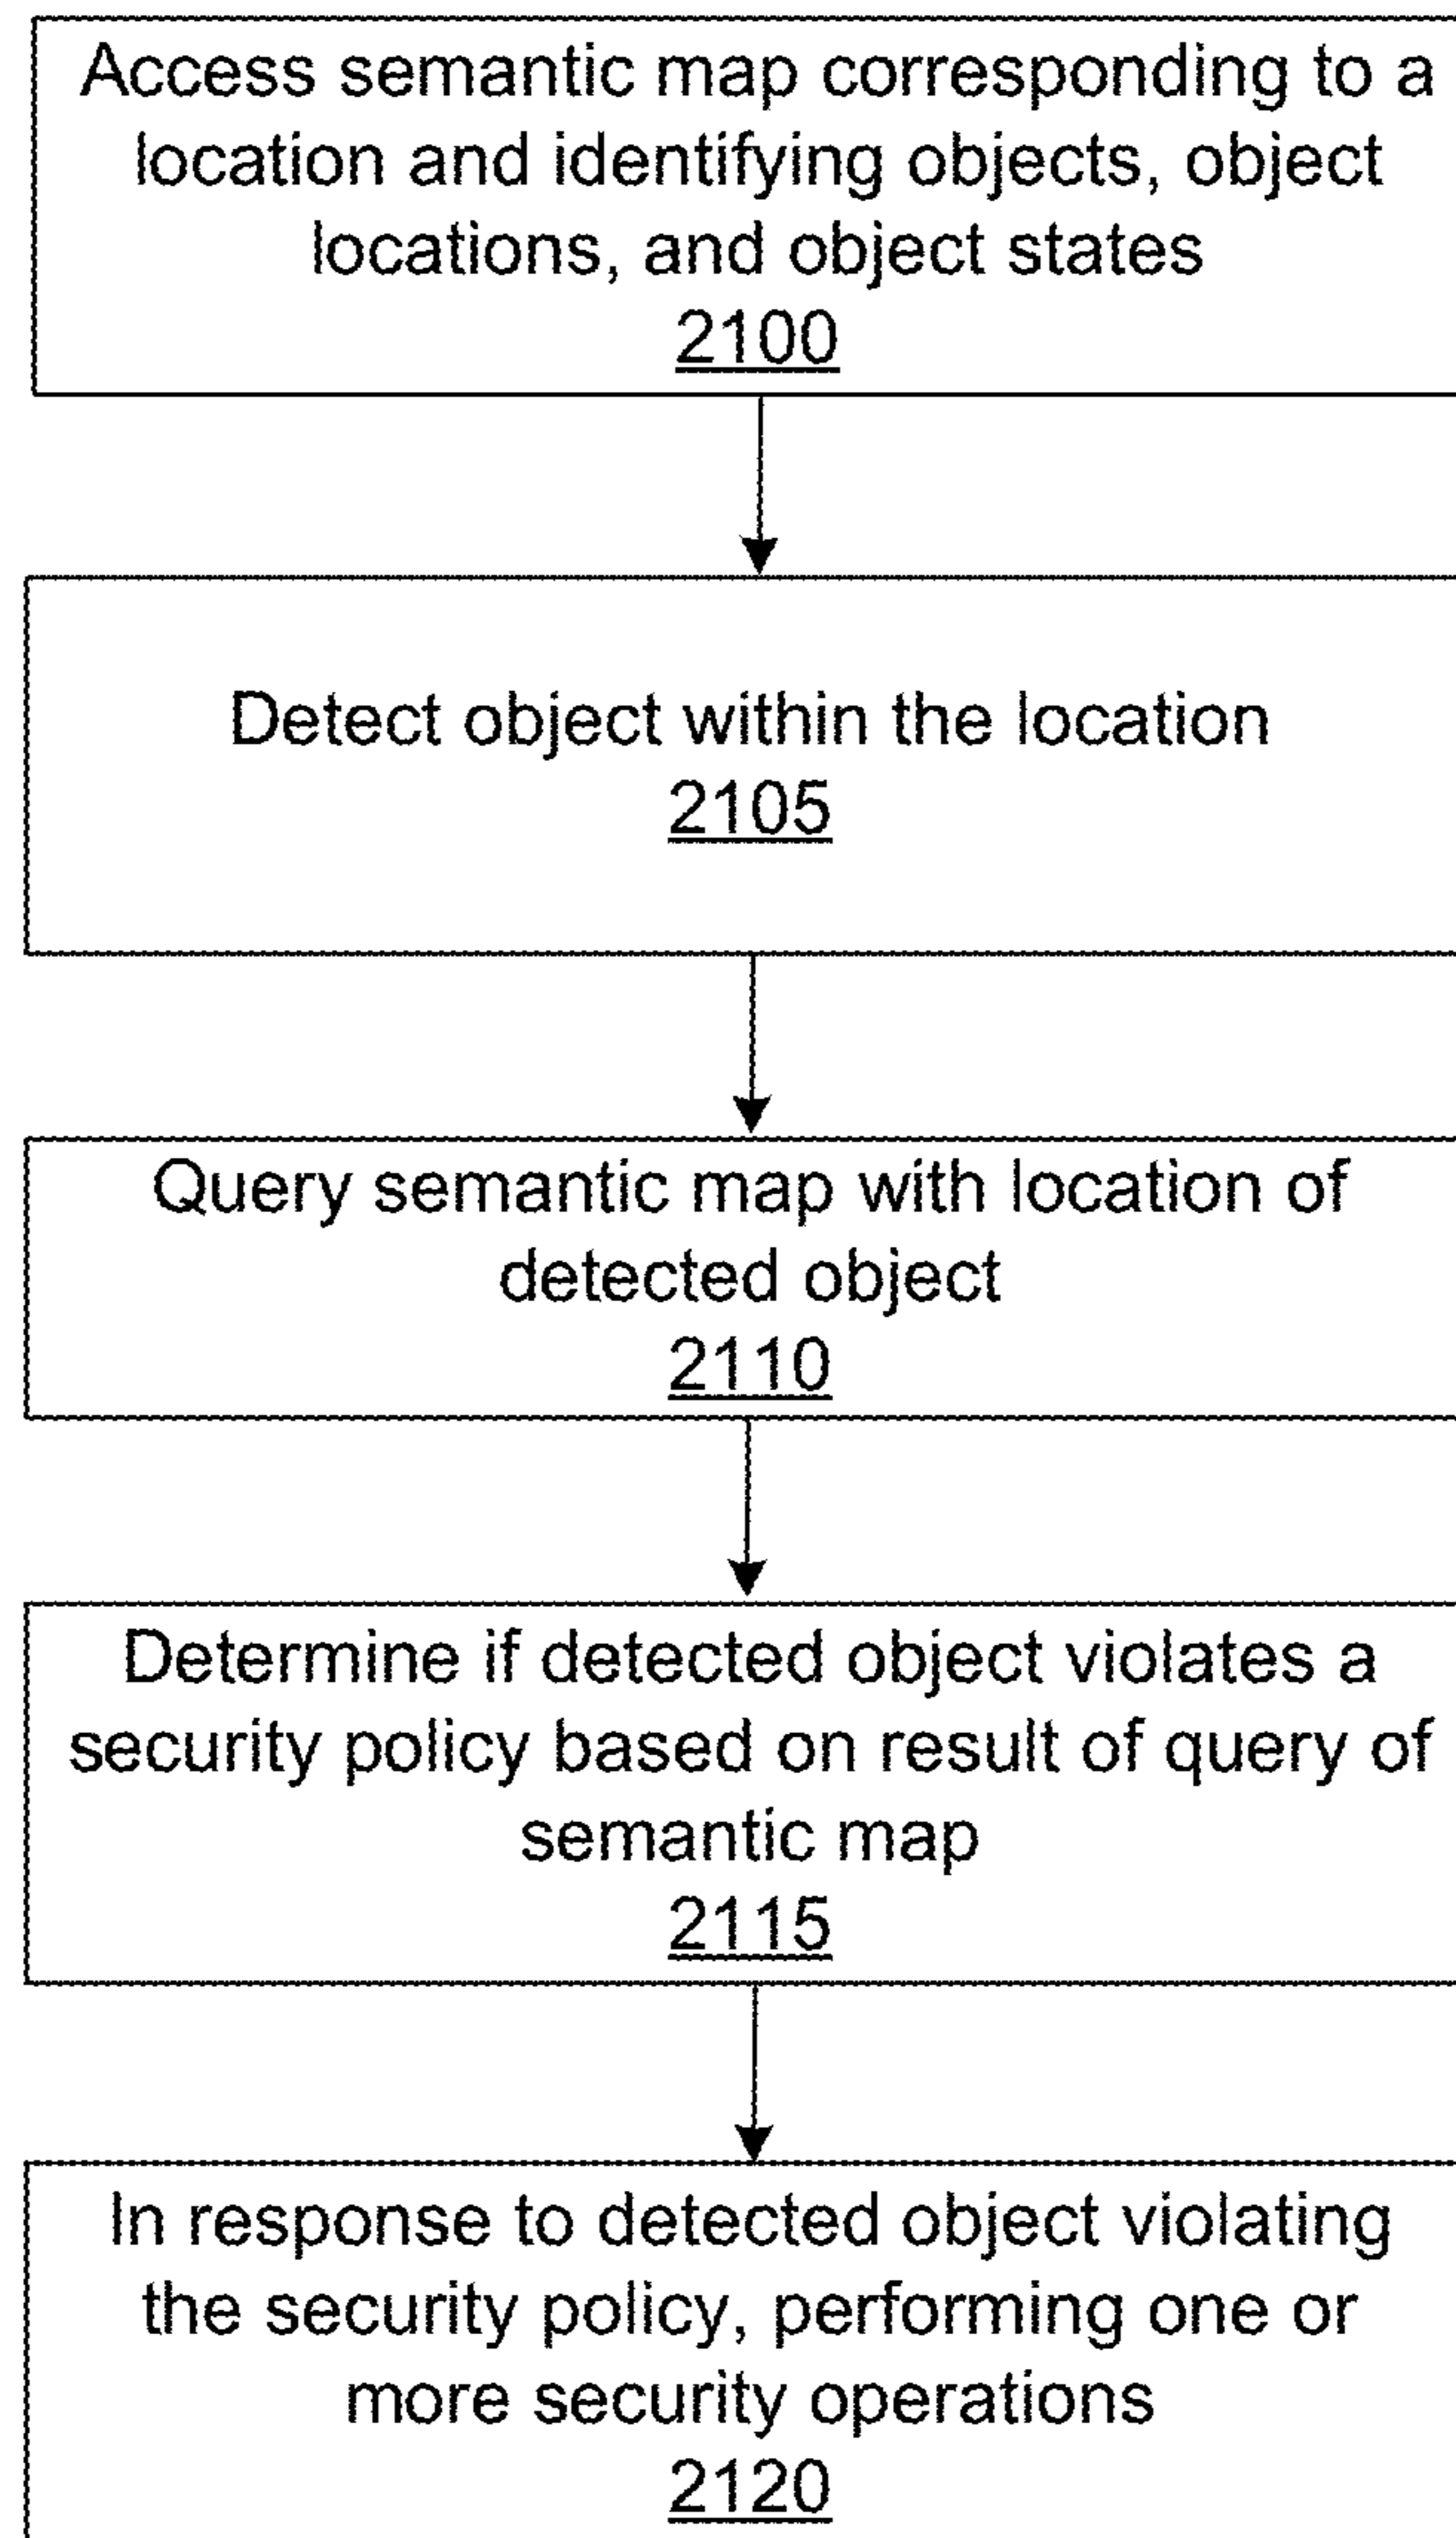 Access semantic map corresponding to a
location and identifying objects, object
locations, and object states
2100
Detect object within the location
2105
Query semantic map with location of
detected object
2110
Determine if detected object violates a
security policy based on result of query of
semantic map
2115
In response to detected object violating
the security policy, performing one or
more security operations
2120